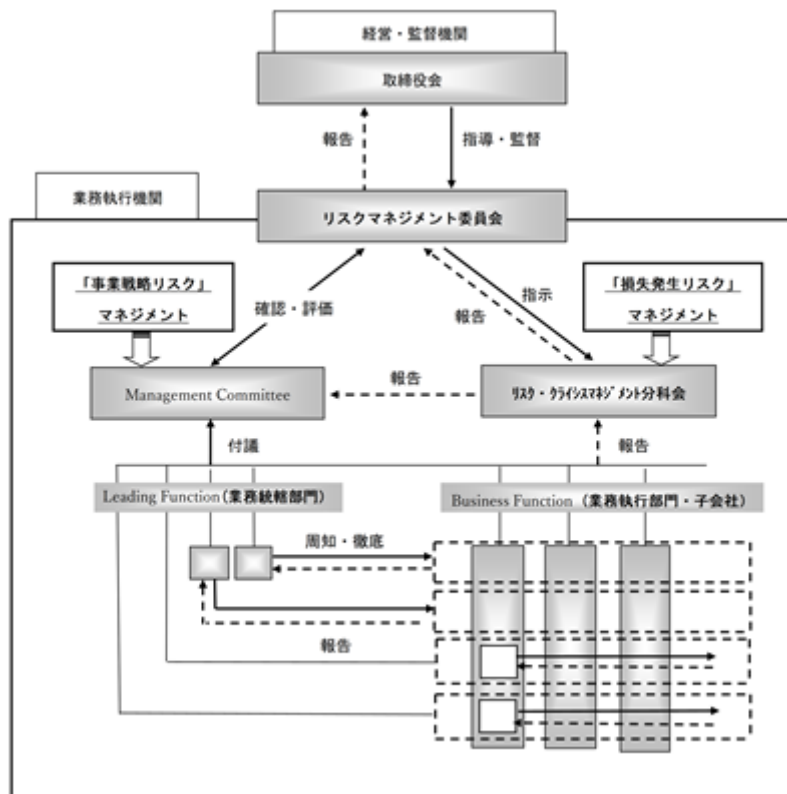 経営・監督機関
取締役会
報告
指導・監督
業務執行機関
リスクマネジメント委員会
「事業戦略リスク」
マネジメント
確認・評価
報告
指示
「損失発生リスク」
マネジメント
Management Committee
報告
リスク・クライシスマネジメント分科会
付議
報告
Leading Function(業務統轄部門)
Business Function (業務執行部門・子会社)
周知・徹底
報告